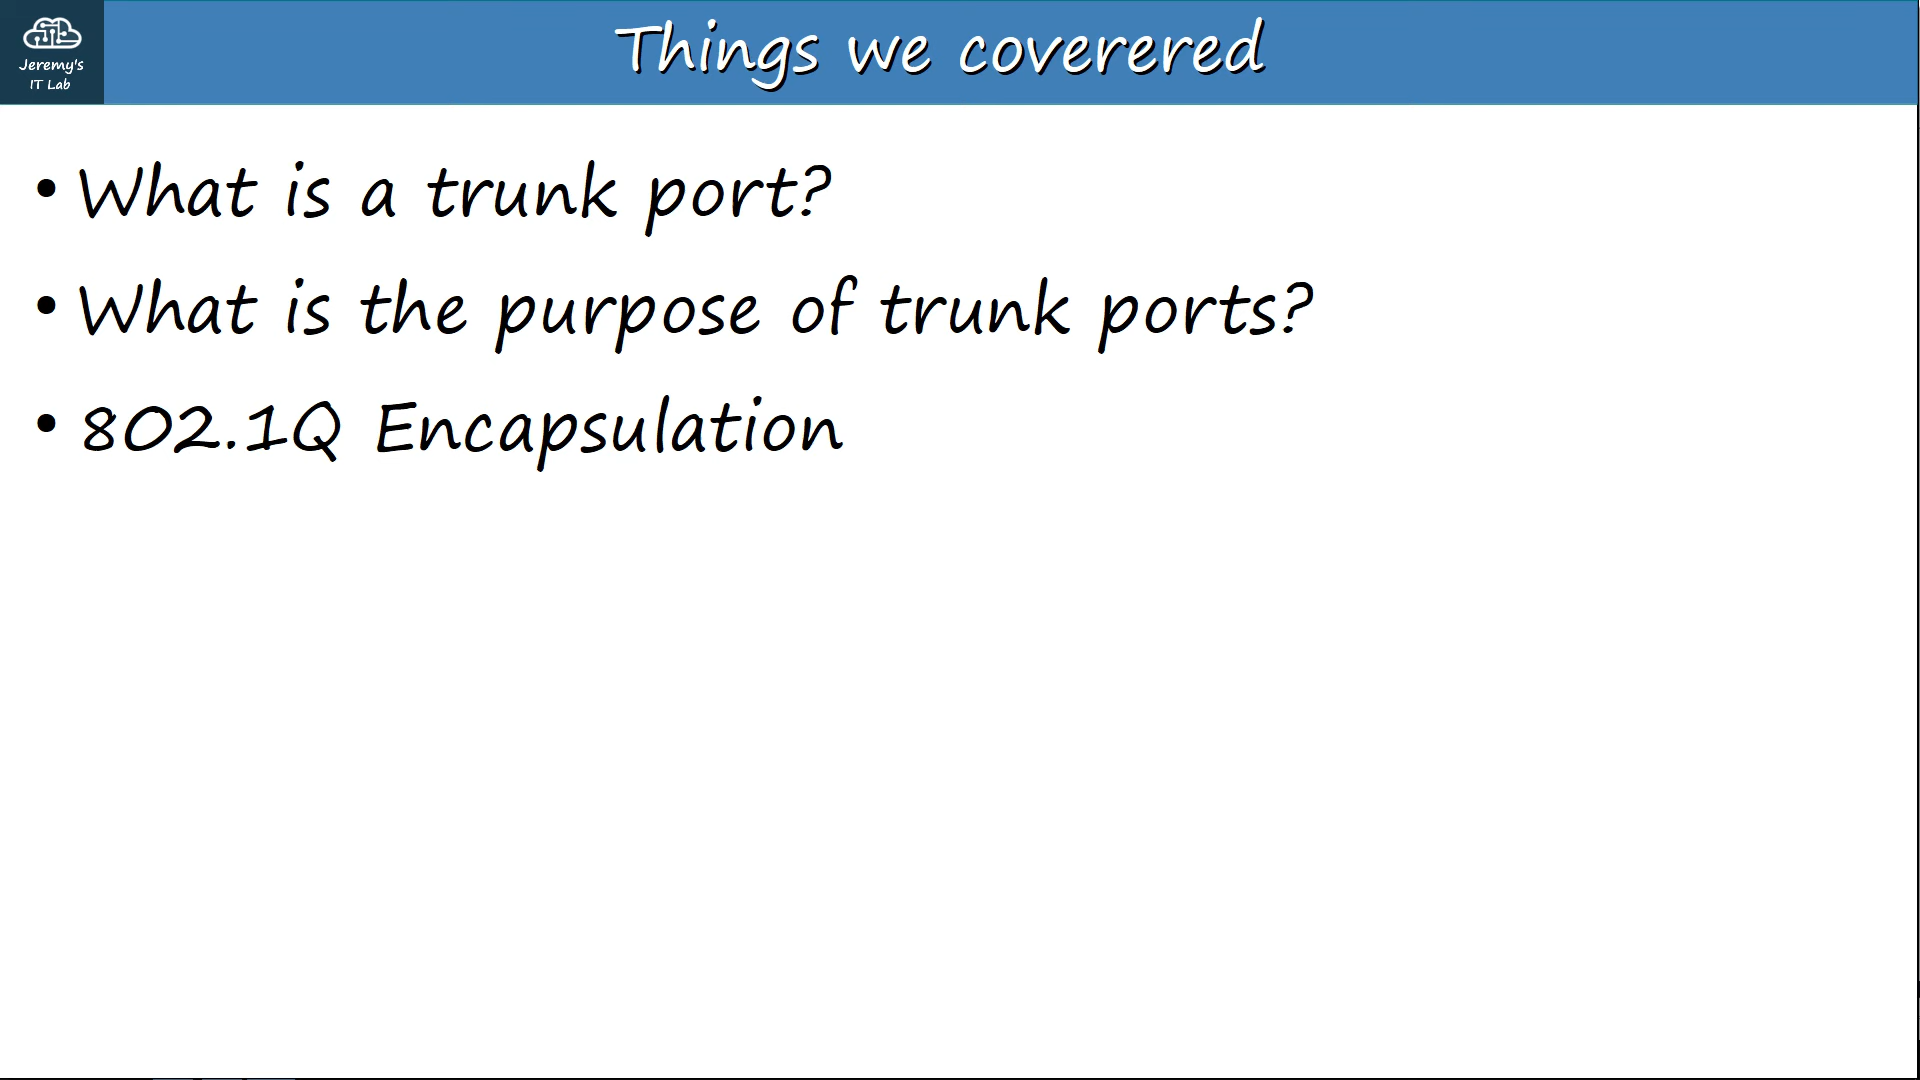 Jeremy's
IT Lab
Things we coverered
• What is a trunk port?
• What is the purpose of trunk ports?
• 802.1Q Encapsulation